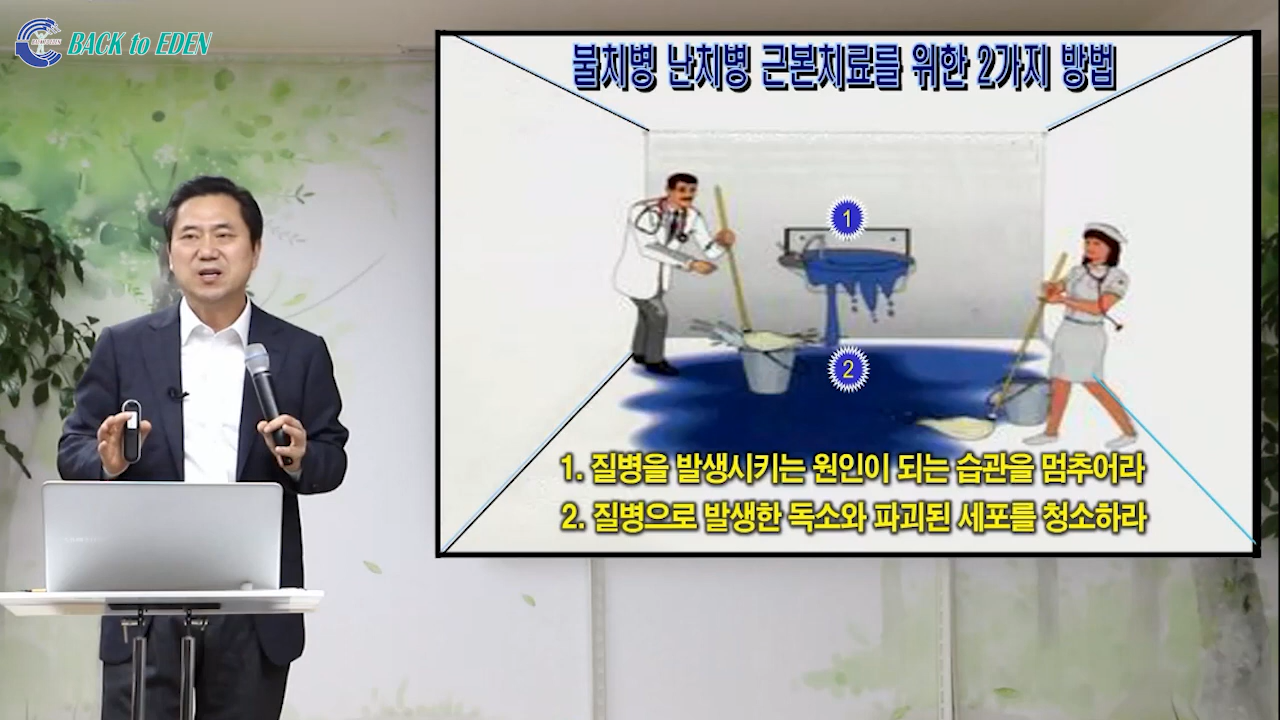 BACK to EDEN
불치병 난치병 근본치료를 위한 2가지 방법
1
2
1. 질병을 발생시키는 원인이 되는 습관을 멈추어라
2. 질병으로 발생한 독소와 파괴된 세포를 청소하라